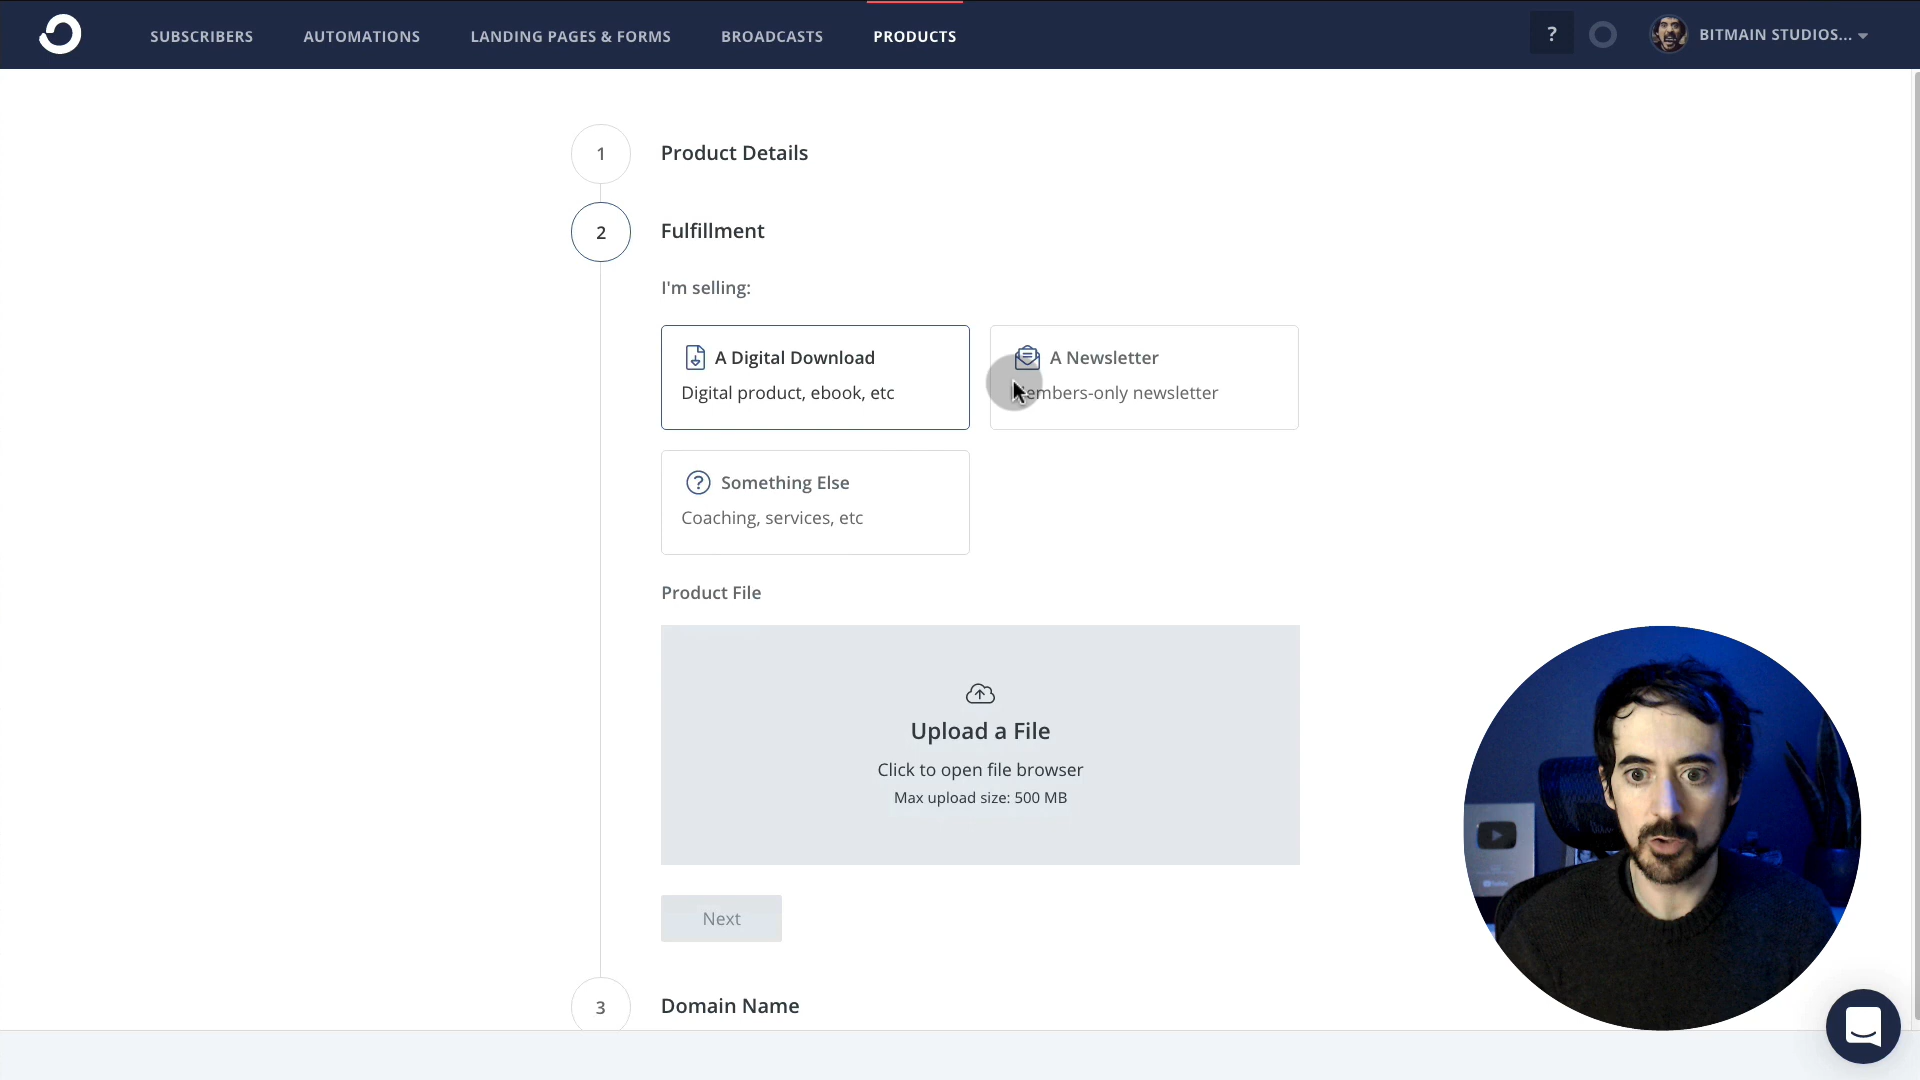 SUBSCRIBERS AUTOMATIONS LANDING PAGES & FORMS BROADCASTS PRODUCTS ? BITMAIN STUDIOS...
1 Product Details
2 Fulfillment
I'm selling:
A Digital Download
Digital product, ebook, etc
A Newsletter
embers-only newsletter
? Something Else
Coaching, services, etc
Product File
Upload a File
Click to open file browser
Max upload size: 500 MB
Next
3 Domain Name